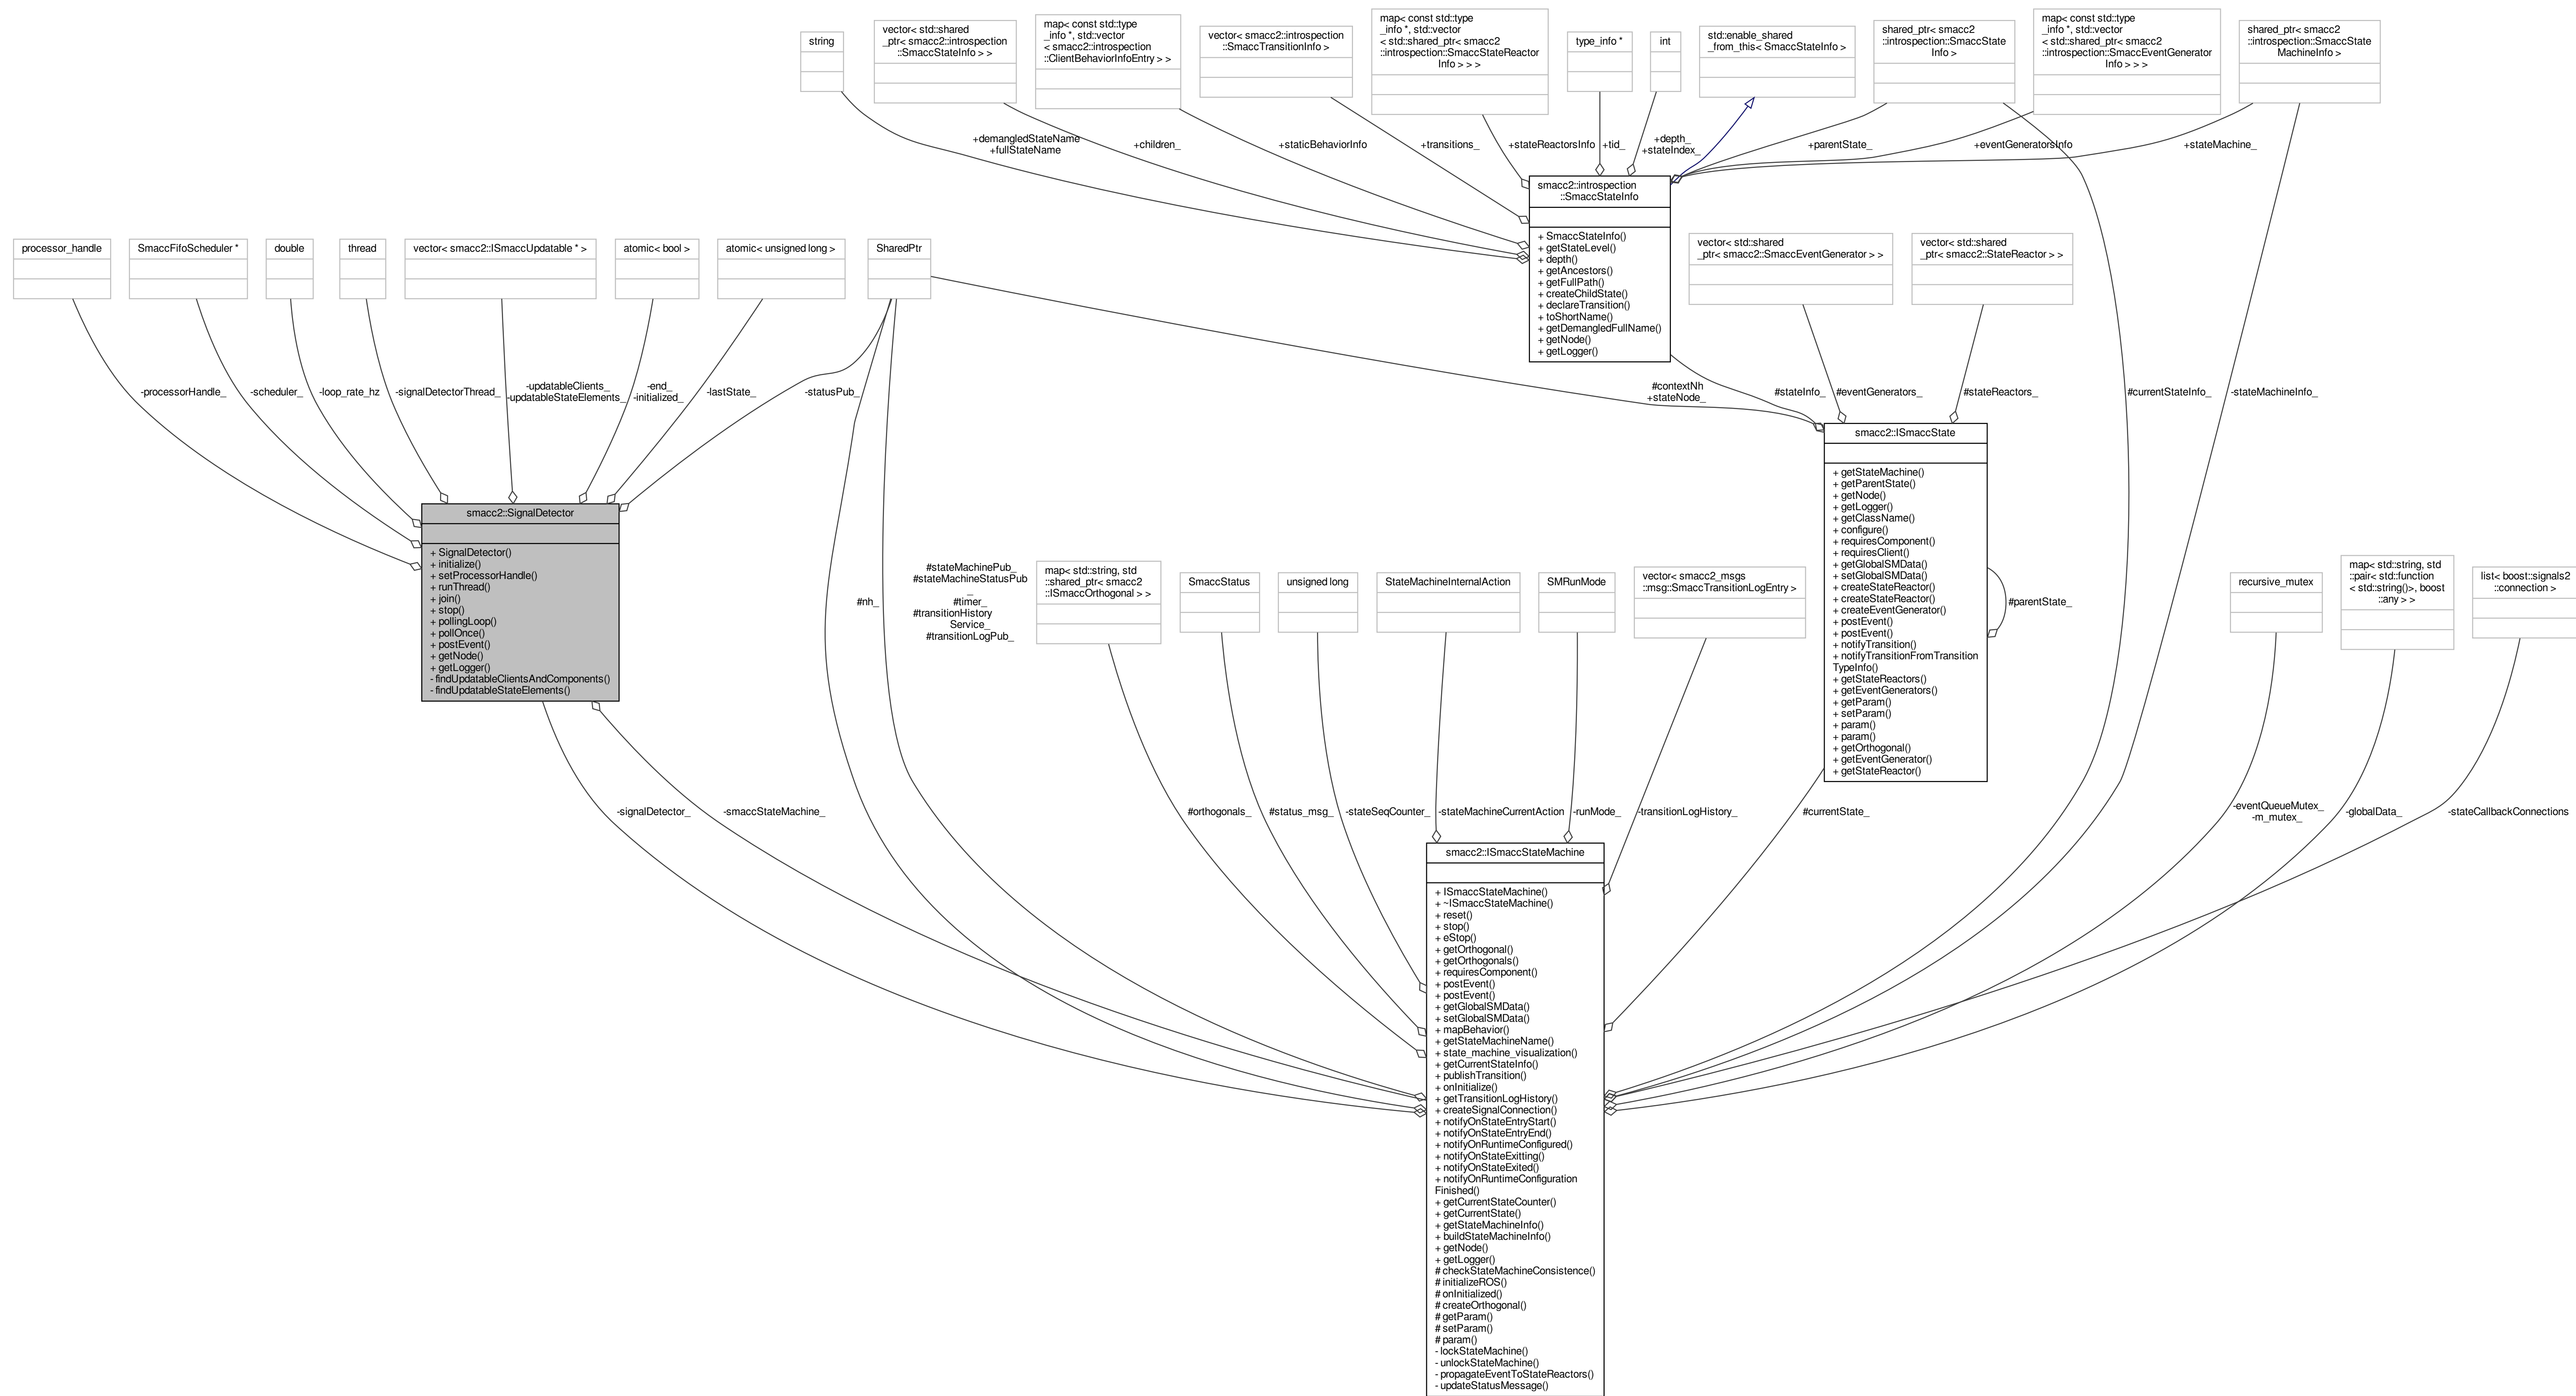 string
vector< std::shared
_ptr< smacc2::introspection
::SmaccStateInfo > >
map< const std::type
_info *, std::vector
< smacc2::introspection
::ClientBehaviorInfoEntry > >
vector< smacc2::introspection
::SmaccTransitionInfo >
map< const std::type
_info *, std::vector
< std::shared_ptr< smacc2
::introspection::SmaccStateReactor
Info > > >
type_info *
int
std::enable_shared
_from_this< SmaccStateInfo >
shared_ptr< smacc2
::introspection::SmaccState
Info >
map< const std::type
_info *, std::vector
< std::shared_ptr< smacc2
::introspection::SmaccEventGenerator
Info > > >
shared_ptr< smacc2
::introspection::SmaccState
MachineInfo >
+demangledStateName
+fullStateName
+children_
+staticBehaviorInfo
+transitions_
+stateReactorsInfo
+tid_
+depth_
+stateIndex_
+parentState_
+eventGeneratorsInfo
+stateMachine_
smacc2::introspection
::SmaccStateInfo
+ SmaccStateInfo()
+ getStateLevel()
+ depth()
+ getAncestors()
+ getFullPath()
+ createChildState()
+ declareTransition()
+ toShortName()
+ getDemangledFullName()
+ getNode()
+ getLogger()
processor_handle
SmaccFifoScheduler *
double
thread
vector< smacc2::ISmaccUpdatable * >
atomic< bool >
atomic< unsigned long >
SharedPtr
vector< std::shared
_ptr< smacc2::SmaccEventGenerator > >
vector< std::shared
_ptr< smacc2::StateReactor > >
-processorHandle_
-scheduler_
-loop_rate_hz
-signalDetectorThread_
-updatableClients_
-updatableStateElements_
-end_
-initialized_
-lastState_
-statusPub_
#contextNh
+stateNode_
#stateInfo_
#eventGenerators_
#stateReactors_
#currentStateInfo_
-stateMachineInfo_
smacc2::ISmaccState
+ getStateMachine()
+ getParentState()
+ getNode()
+ getLogger()
+ getClassName()
+ configure()
+ requiresComponent()
+ requiresClient()
+ getGlobalSMData()
+ setGlobalSMData()
+ createStateReactor()
+ createStateReactor()
+ createEventGenerator()
+ postEvent()
+ postEvent()
+ notifyTransition()
+ notifyTransitionFromTransition
TypeInfo()
+ getStateReactors()
+ getEventGenerators()
+ getParam()
+ setParam()
+ param()
+ param()
+ getOrthogonal()
+ getEventGenerator()
+ getStateReactor()
#parentState_
smacc2::SignalDetector
+ SignalDetector()
+ initialize()
+ setProcessorHandle()
+ runThread()
+ join()
+ stop()
+ pollingLoop()
+ pollOnce()
+ postEvent()
+ getNode()
+ getLogger()
- findUpdatableClientsAndComponents()
- findUpdatableStateElements()
#nh_
#stateMachinePub_
#stateMachineStatusPub
_
#timer_
#transitionHistory
Service_
#transitionLogPub_
map< std::string, std
::shared_ptr< smacc2
::ISmaccOrthogonal > >
SmaccStatus
unsigned long
StateMachineInternalAction
SMRunMode
vector< smacc2_msgs
::msg::SmaccTransitionLogEntry >
recursive_mutex
map< std::string, std
::pair< std::function
< std::string()>, boost
::any > >
list< boost::signals2
::connection >
-signalDetector_
-smaccStateMachine_
#orthogonals_
#status_msg_
-stateSeqCounter_
-stateMachineCurrentAction
-runMode_
-transitionLogHistory_
#currentState_
-eventQueueMutex_
-m_mutex_
-globalData_
-stateCallbackConnections
smacc2::ISmaccStateMachine
+ ISmaccStateMachine()
+ ~ISmaccStateMachine()
+ reset()
+ stop()
+ eStop()
+ getOrthogonal()
+ getOrthogonals()
+ requiresComponent()
+ postEvent()
+ postEvent()
+ getGlobalSMData()
+ setGlobalSMData()
+ mapBehavior()
+ getStateMachineName()
+ state_machine_visualization()
+ getCurrentStateInfo()
+ publishTransition()
+ onInitialize()
+ getTransitionLogHistory()
+ createSignalConnection()
+ notifyOnStateEntryStart()
+ notifyOnStateEntryEnd()
+ notifyOnRuntimeConfigured()
+ notifyOnStateExitting()
+ notifyOnStateExited()
+ notifyOnRuntimeConfiguration
Finished()
+ getCurrentStateCounter()
+ getCurrentState()
+ getStateMachineInfo()
+ buildStateMachineInfo()
+ getNode()
+ getLogger()
# checkStateMachineConsistence()
# initializeROS()
# onInitialized()
# createOrthogonal()
# getParam()
# setParam()
# param()
- lockStateMachine()
- unlockStateMachine()
- propagateEventToStateReactors()
- updateStatusMessage()